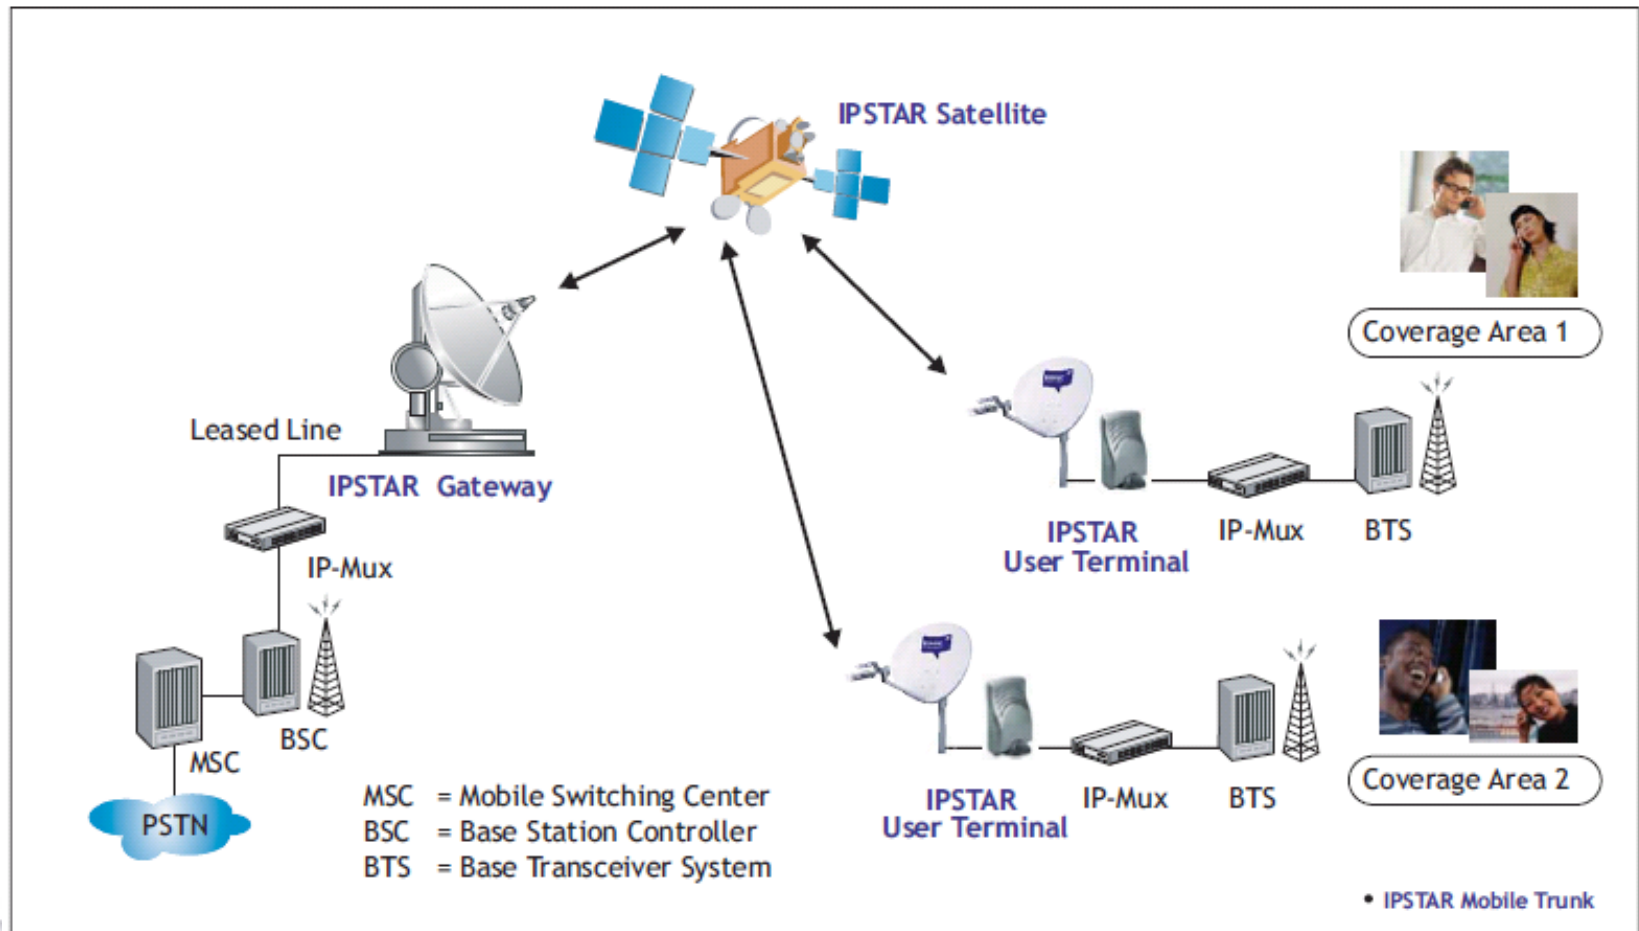 IPSTAR Satellite
Coverage Area 1
Leased Line
IPSTAR Gateway
IP-Mux
IPSTAR
User Terminal
IP-Mux
BTS
BSC
MSC
PSTN
IPSTAR
User Terminal
IP-Mux
BTS
Coverage Area 2
MSC = Mobile Switching Center
BSC = Base Station Controller
BTS = Base Transceiver System
• IPSTAR Mobile Trunk